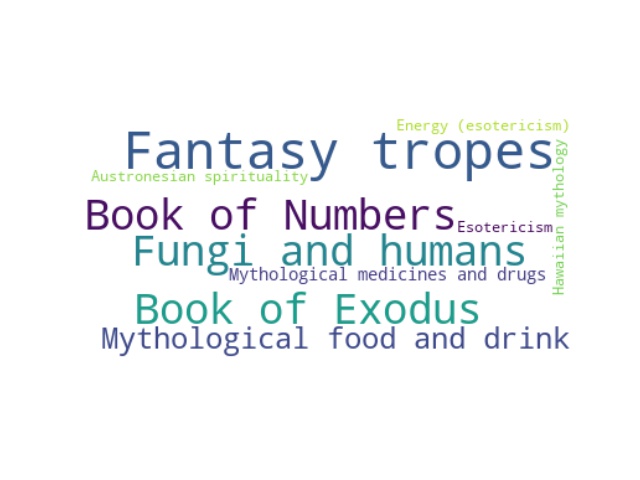 Energy (esotericism)
Fantasy tropes
Austronesian spirituality
Hawaiian mythology
Book of Numbers
Esotericism
Fungi and humans
Mythological medicines and drugs
Book of Exodus
Mythological food and drink